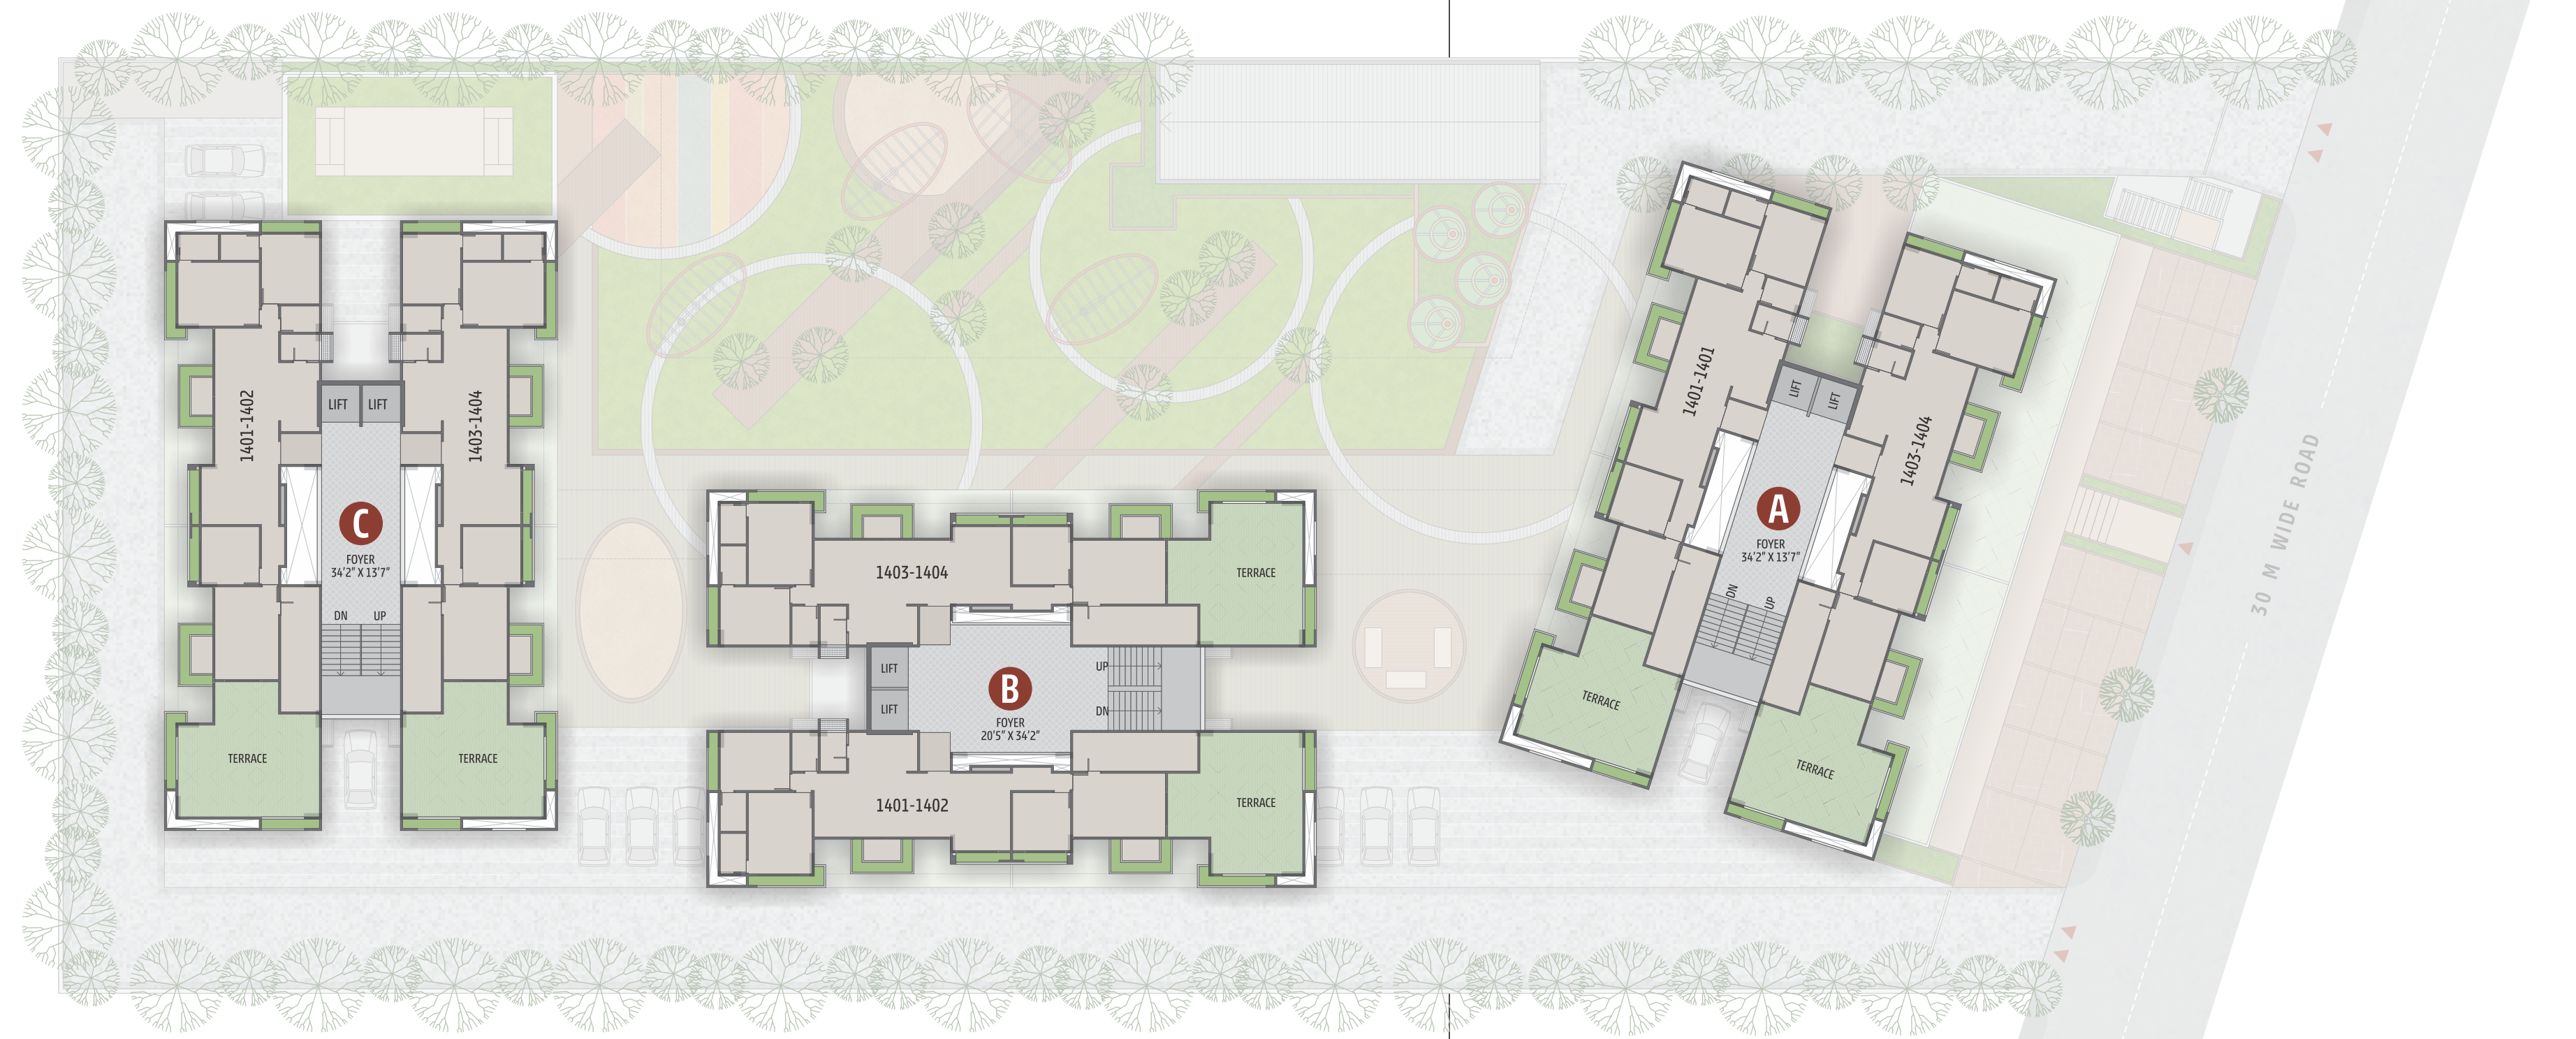 1401-1402
LIFT
LIFT
1403-1404
C
FOYER
34'2" X 13'7"
DN
UP
TERRACE
TERRACE
1403-1404
TERRACE
LIFT
LIFT
B
FOYER
20'5" X 34'2"
UP
DN
1401-1402
TERRACE
1401-1401
LIFT
LIFT
1403-1404
A
FOYER
34'2" X 13'7"
DN
UP
TERRACE
TERRACE
30 M WIDE ROAD